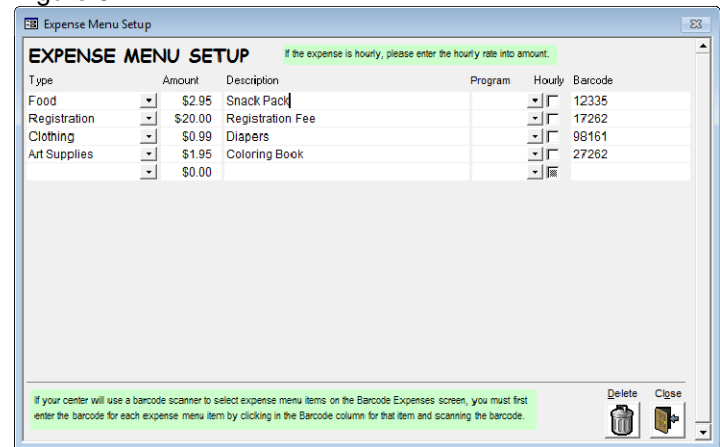 Expense Menu Setup
EXPENSE MENU SETUP
If the expense is hourly, please enter the hourly rate into amount.
Type Amount Description Program Hourly Barcode
Food $2.95 Snack Pack 12335
Registration $20.00 Registration Fee 17262
Clothing $0.99 Diapers 98161
Art Supplies $1.95 Coloring Book 27262
$0.00
If your center will use a barcode scanner to select expense menu items on the Barcode Expenses screen, you must first
enter the barcode for each expense menu item by clicking in the Barcode column for that item and scanning the barcode.
Delete Close